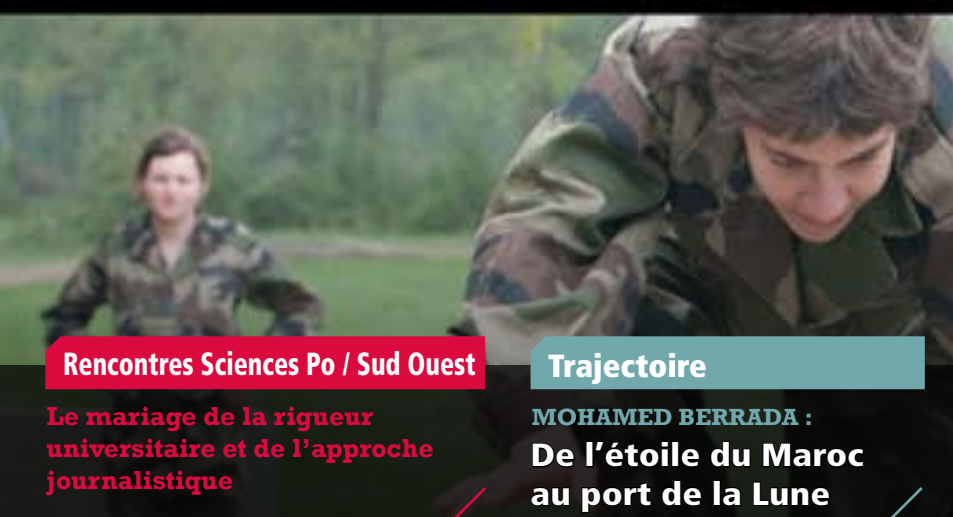 Rencontres Sciences Po / Sud Ouest
Le mariage de la rigueur
universitaire et de l'approche
journalistique
Trajectoire
MOHAMED BERRADA :
De l'étoile du Maroc
au port de la Lune